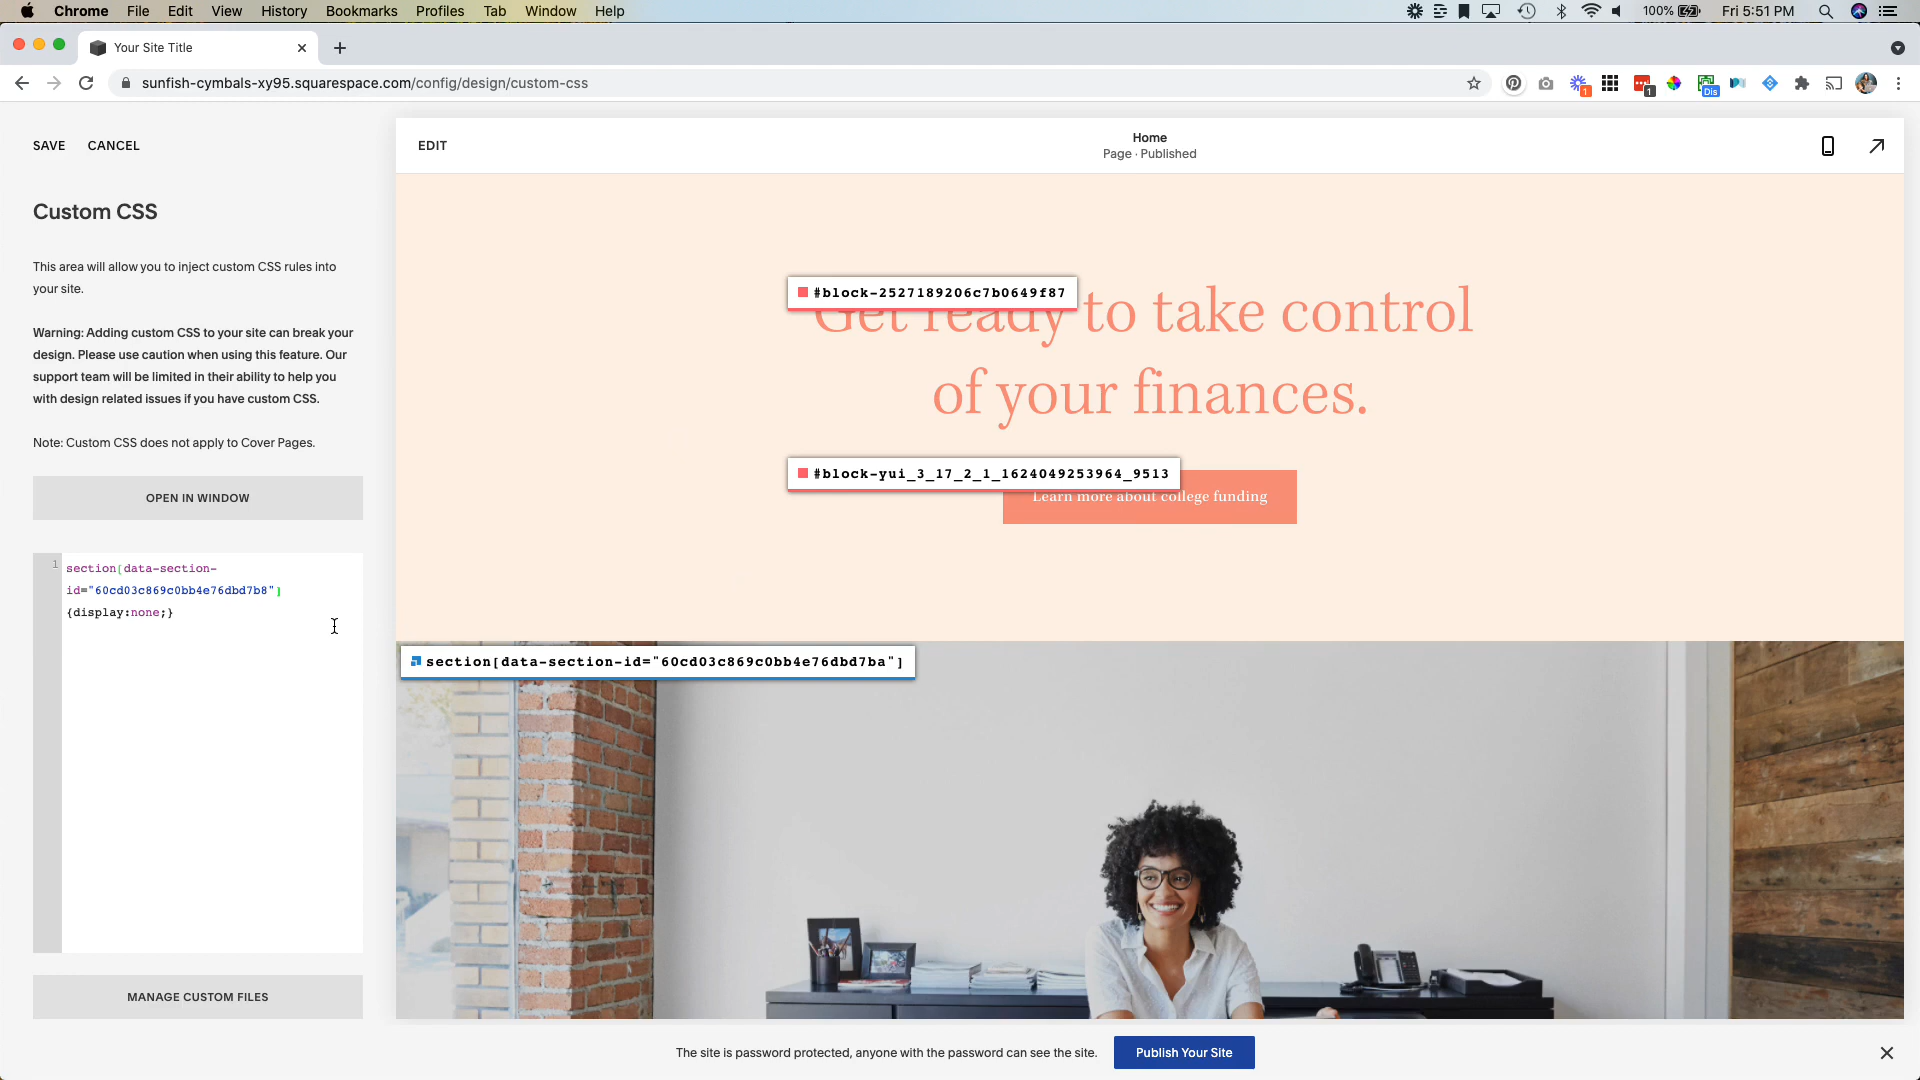 Chrome File Edit View History Bookmarks Profiles Tab Window Help 100% Fri 5:51 PM
Your Site Title
sunfish-cymbals-xy95.squarespace.com/config/design/custom-css
1
1
Dis
SAVE CANCEL
EDIT
Home
Page · Published
Custom CSS
This area will allow you to inject custom CSS rules into
your site.
Warning: Adding custom CSS to your site can break your
design. Please use caution when using this feature. Our
support team will be limited in their ability to help you
with design related issues if you have custom CSS.
Note: Custom CSS does not apply to Cover Pages.
OPEN IN WINDOW
1
section[data-section-
id="60cd03c869c0bb4e76dbd7b8"]
{display:none;}
MANAGE CUSTOM FILES
#block-2527189206c7b0649f87
Get ready to take control
of your finances.
#block-yui_3_17_2_1_1624049253964_9513
Learn more about college funding
section[data-section-id="60cd03c869c0bb4e76dbd7ba"]
The site is password protected, anyone with the password can see the site.
Publish Your Site